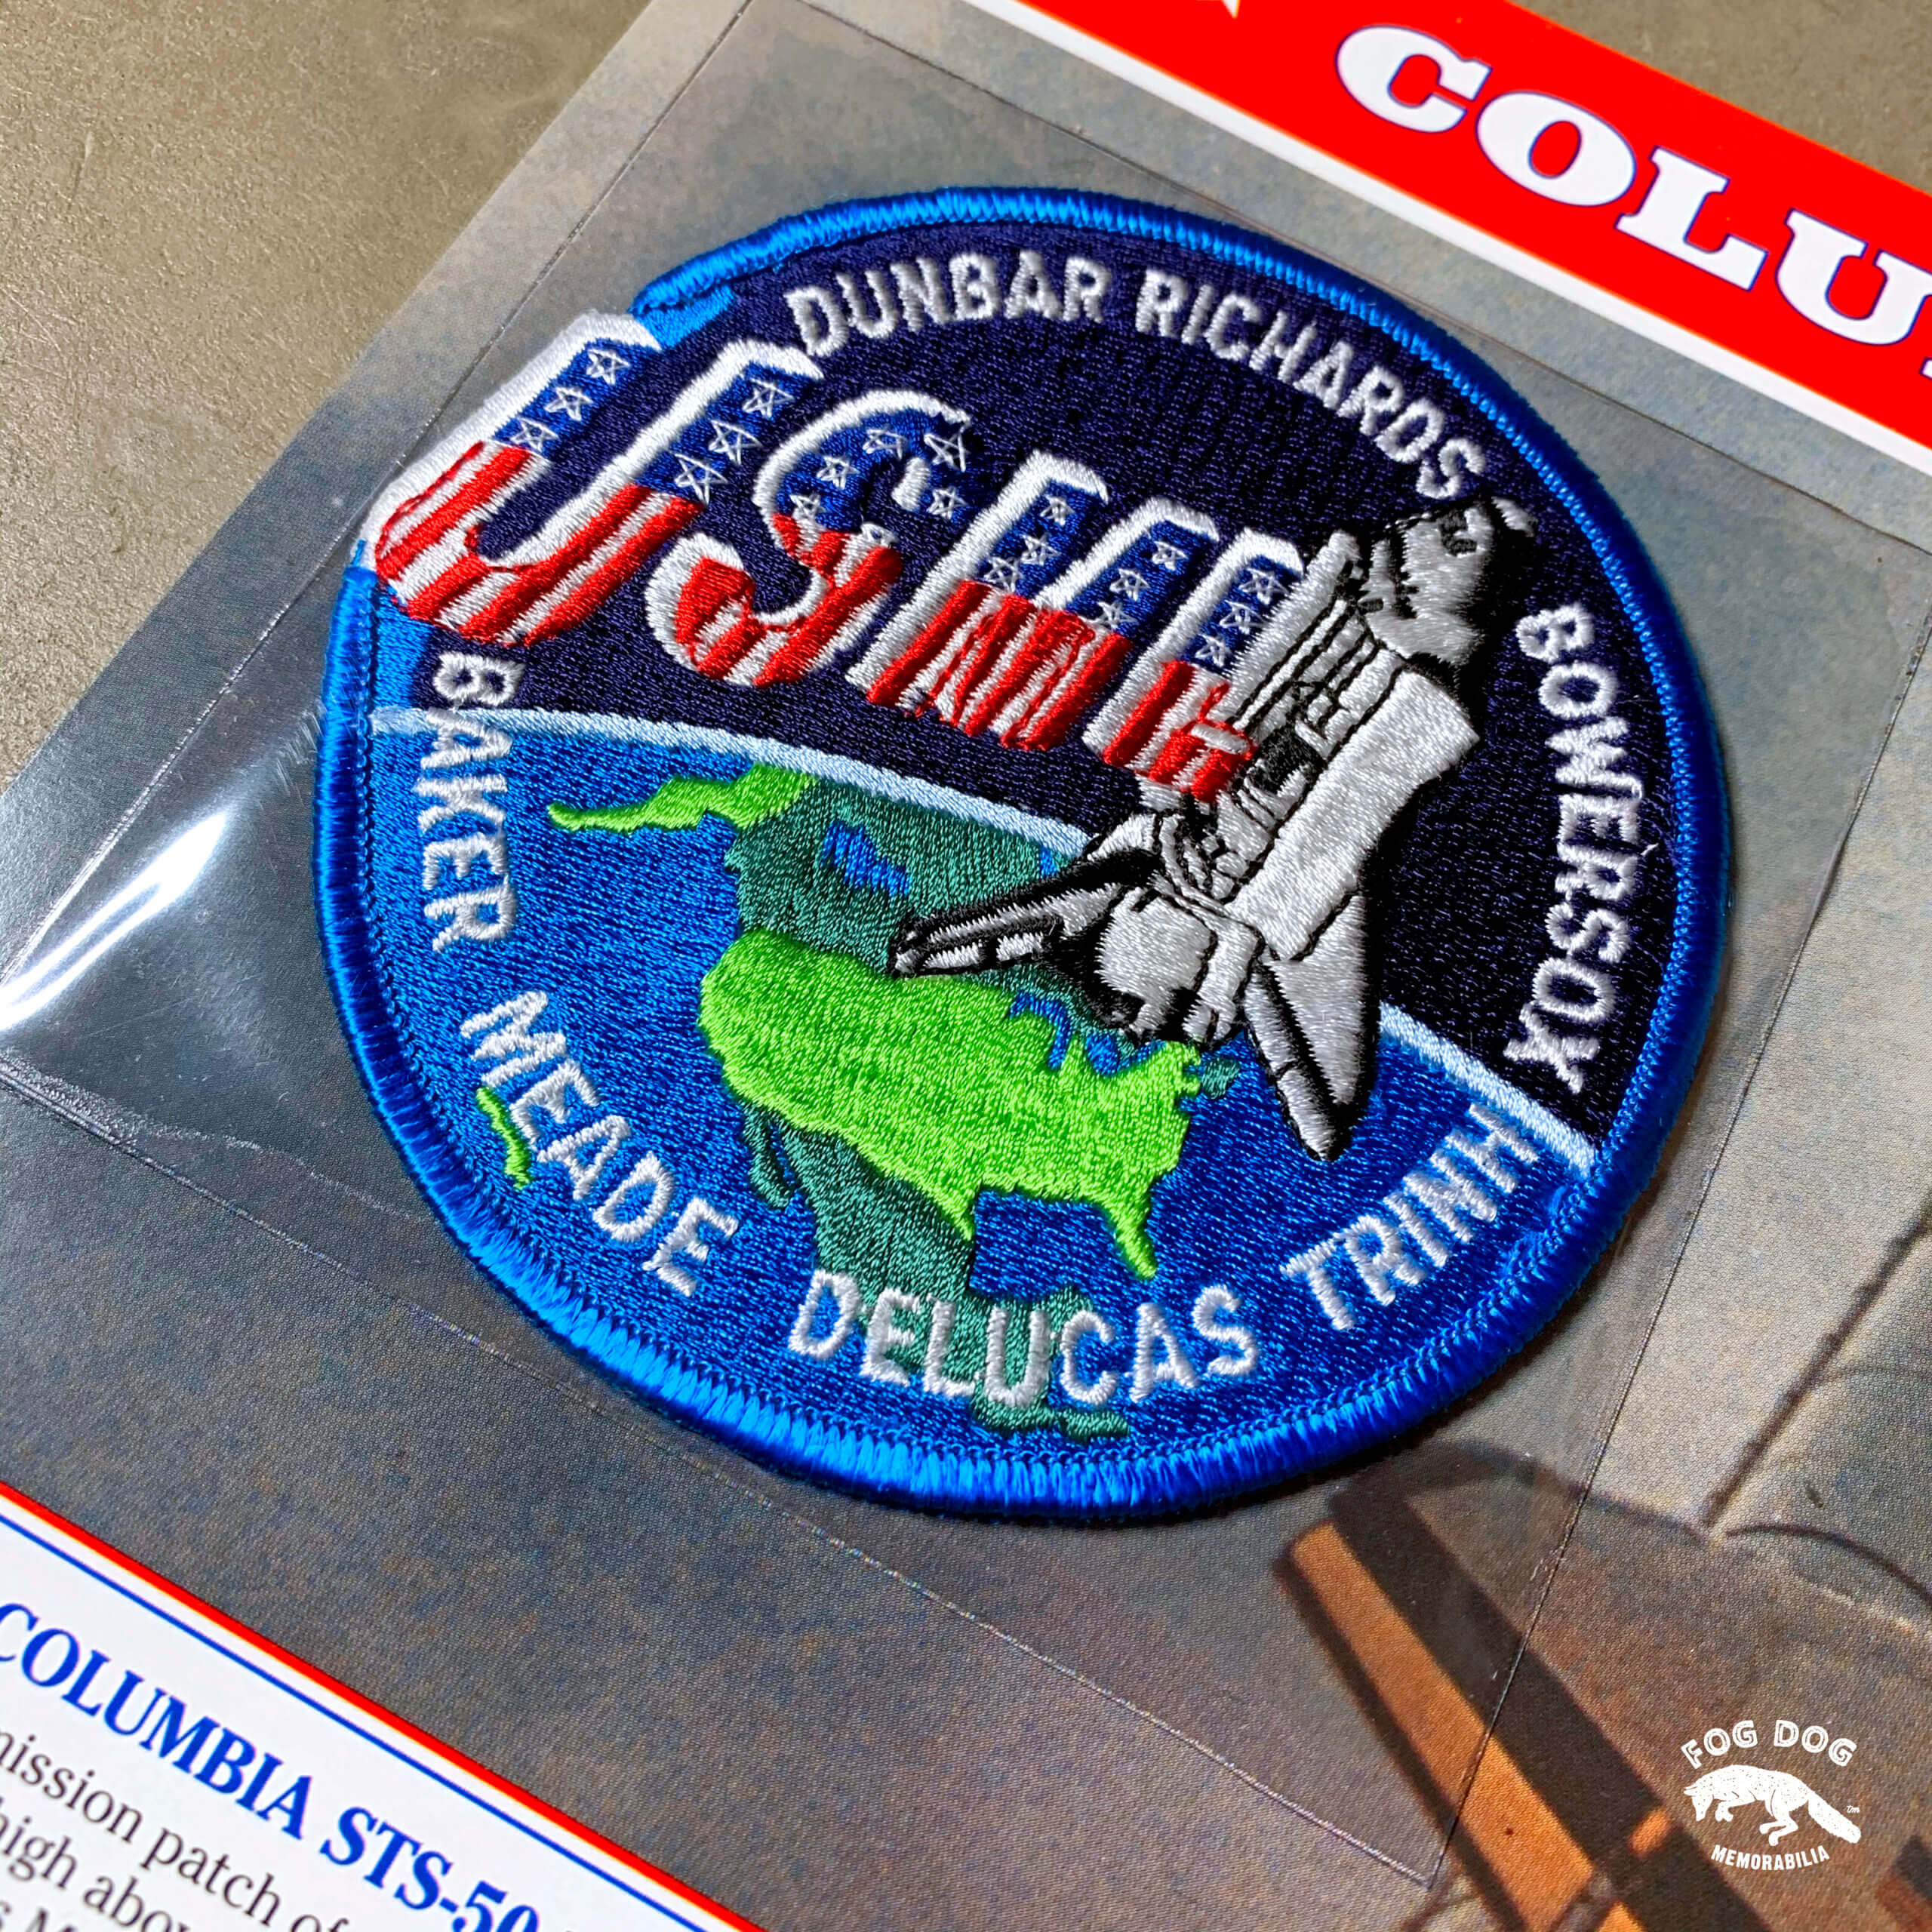 COLU
DUNBAR RICHARDS BOWERSOX
USML
BAKER MEADE DELUCAS TRINH
COLUMBIA STS-50
mission patch of
high above
FOG DOG
MEMORABILIA